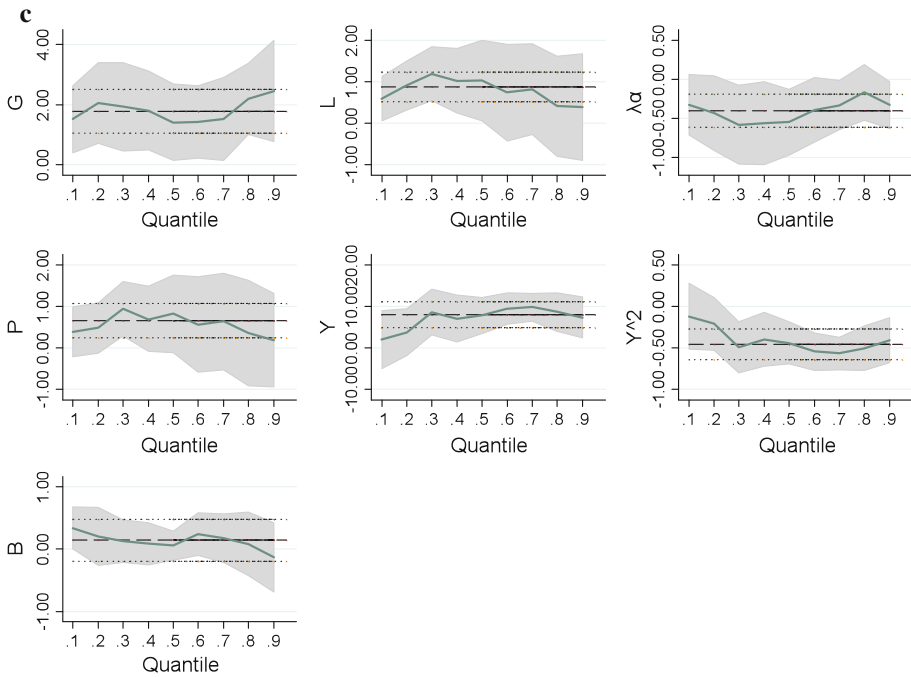 c
G
4.00
2.00
0.00
.1 .2 .3 .4 .5 .6 .7 .8 .9
Quantile
L
2.00
1.00
0.00
-1.00
.1 .2 .3 .4 .5 .6 .7 .8 .9
Quantile
λα
0.50
0.00
-0.50
-1.00
.1 .2 .3 .4 .5 .6 .7 .8 .9
Quantile
P
2.00
1.00
0.00
-1.00
.1 .2 .3 .4 .5 .6 .7 .8 .9
Quantile
Y
20.00
10.00
0.00
-10.00
.1 .2 .3 .4 .5 .6 .7 .8 .9
Quantile
Y^2
0.50
0.00
-0.50
-1.00
.1 .2 .3 .4 .5 .6 .7 .8 .9
Quantile
B
1.00
0.00
-1.00
.1 .2 .3 .4 .5 .6 .7 .8 .9
Quantile